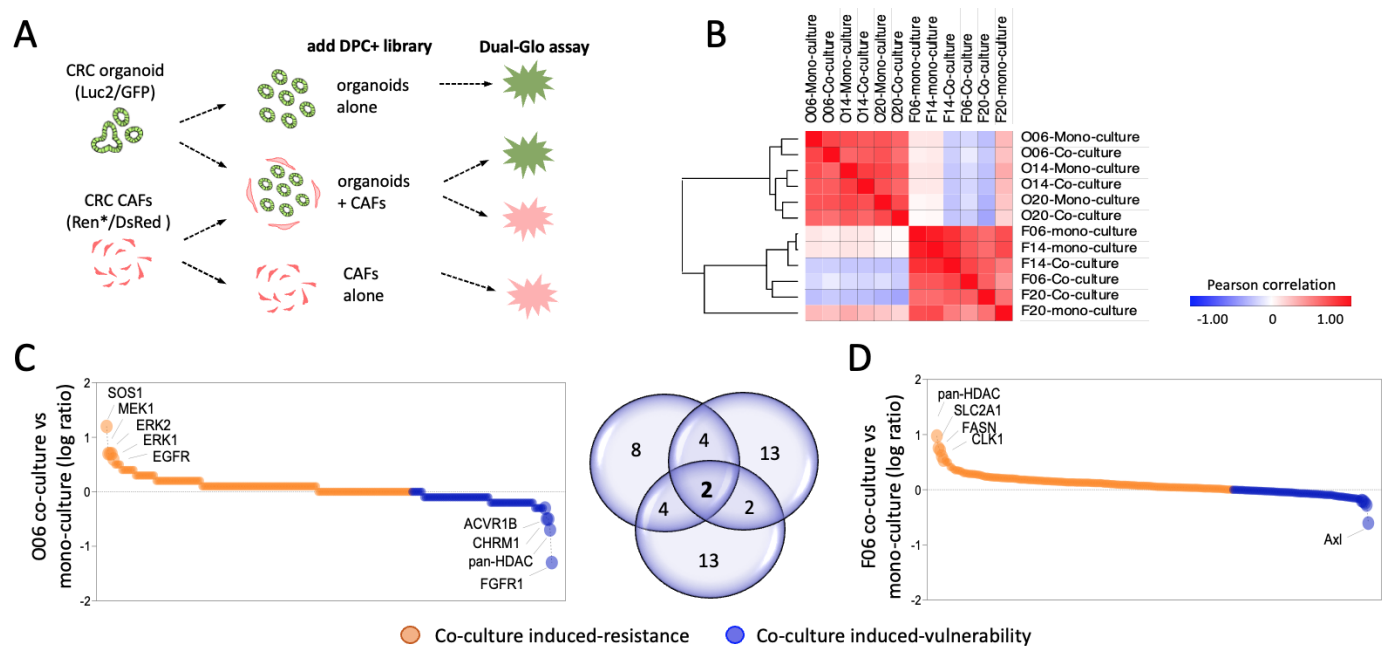 A
add DPC+ library
Dual-Glo assay
CRC organoid
(Luc2/GFP)
organoids
alone
organoids
+ CAFs
CRC CAFs
(Ren*/DsRed )
CAFs
alone
B
O06-Mono-culture
O06-Co-culture
O14-Mono-culture
O14-Co-culture
O20-Mono-culture
O20-Co-culture
F06-mono-culture
F14-mono-culture
F14-Co-culture
F06-Co-culture
F20-Co-culture
F20-mono-culture
O06-Mono-culture
O06-Co-culture
O14-Mono-culture
O14-Co-culture
O20-Mono-culture
O20-Co-culture
F06-mono-culture
F14-mono-culture
F14-Co-culture
F06-Co-culture
F20-Co-culture
F20-mono-culture
Pearson correlation
-1.00 0 1.00
C
O06 co-culture vs
mono-culture (log ratio)
2
1
0
-1
-2
SOS1
MEK1
ERK2
ERK1
EGFR
ACVR1B
CHRM1
pan-HDAC
FGFR1
8
4
13
2
4
2
13
D
F06 co-culture vs
mono-culture (log ratio)
2
1
0
-1
-2
pan-HDAC
SLC2A1
FASN
CLK1
Axl
Co-culture induced-resistance
Co-culture induced-vulnerability